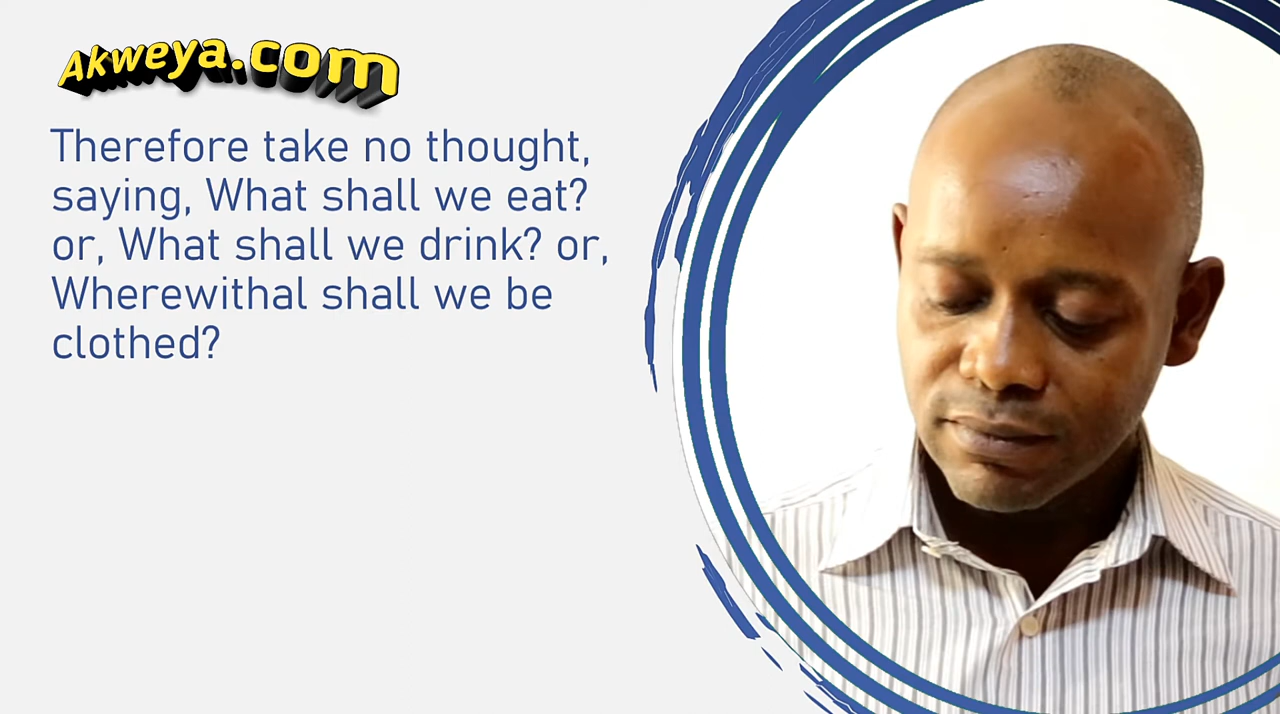 Akweya.com
Therefore take no thought,
saying, What shall we eat?
or, What shall we drink? or,
Wherewithal shall we be
clothed?